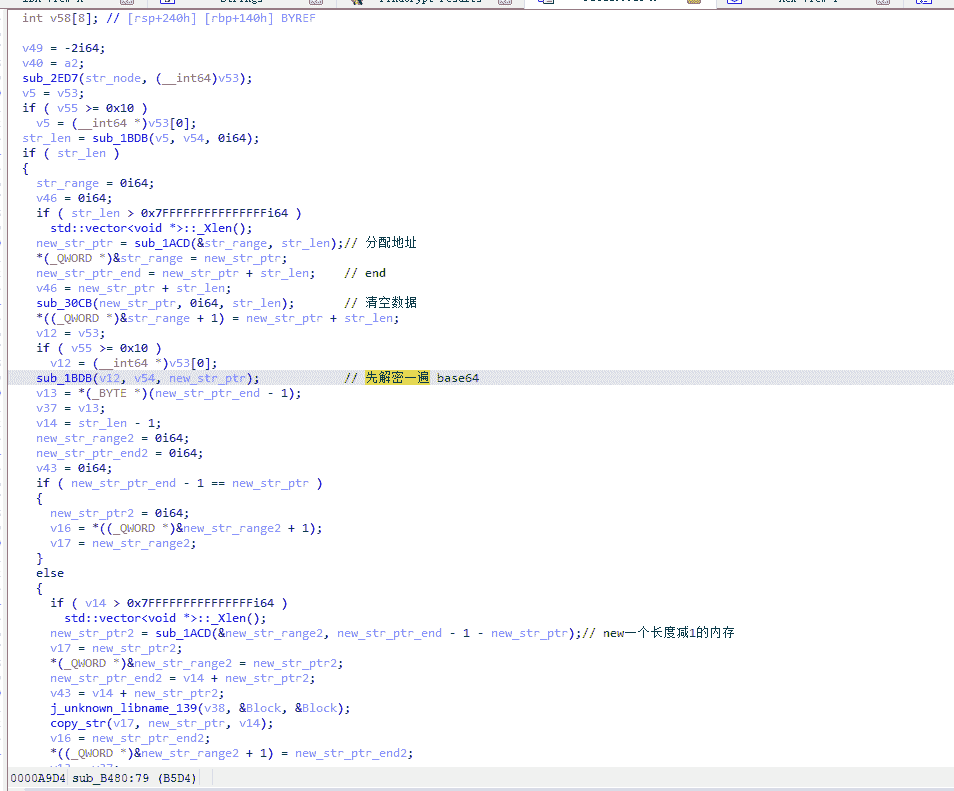 int v58[8]; // [rsp+240h] [rbp+140h] BYREF
v49 = -2i64;
v40 = a2;
sub_2ED7(str_node, (__int64)v53);
v5 = v53;
if ( v55 >= 0x10 )
v5 = (__int64 *)v53[0];
str_len = sub_1BDB(v5, v54, 0i64);
if ( str_len )
{
str_range = 0i64;
v46 = 0i64;
if ( str_len > 0x7FFFFFFFFFFFFFFFi64 )
std::vector<void *>::_Xlen();
new_str_ptr = sub_1ACD(&str_range, str_len);// 分配地址
*(_QWORD *)&str_range = new_str_ptr;
new_str_ptr_end = new_str_ptr + str_len; // end
v46 = new_str_ptr + str_len;
sub_30CB(new_str_ptr, 0i64, str_len); // 清空数据
*((_QWORD *)&str_range + 1) = new_str_ptr + str_len;
v12 = v53;
if ( v55 >= 0x10 )
v12 = (__int64 *)v53[0];
sub_1BDB(v12, v54, new_str_ptr); // 先解密一遍 base64
v13 = *(_BYTE *)(new_str_ptr_end - 1);
v37 = v13;
v14 = str_len - 1;
new_str_range2 = 0i64;
new_str_ptr_end2 = 0i64;
v43 = 0i64;
if ( new_str_ptr_end - 1 == new_str_ptr )
{
new_str_ptr2 = 0i64;
v16 = *((_QWORD *)&new_str_range2 + 1);
v17 = new_str_range2;
}
else
{
if ( v14 > 0x7FFFFFFFFFFFFFFFi64 )
std::vector<void *>::_Xlen();
new_str_ptr2 = sub_1ACD(&new_str_range2, new_str_ptr_end - 1 - new_str_ptr);// new一个长度减1的内存
v17 = new_str_ptr2;
*(_QWORD *)&new_str_range2 = new_str_ptr2;
new_str_ptr_end2 = v14 + new_str_ptr2;
v43 = v14 + new_str_ptr2;
j_unknown_libname_139(v38, &Block, &Block);
copy_str(v17, new_str_ptr, v14);
v16 = new_str_ptr_end2;
*((_QWORD *)&new_str_range2 + 1) = new_str_ptr_end2;
0000A9D4 sub_B480:79 (B5D4)